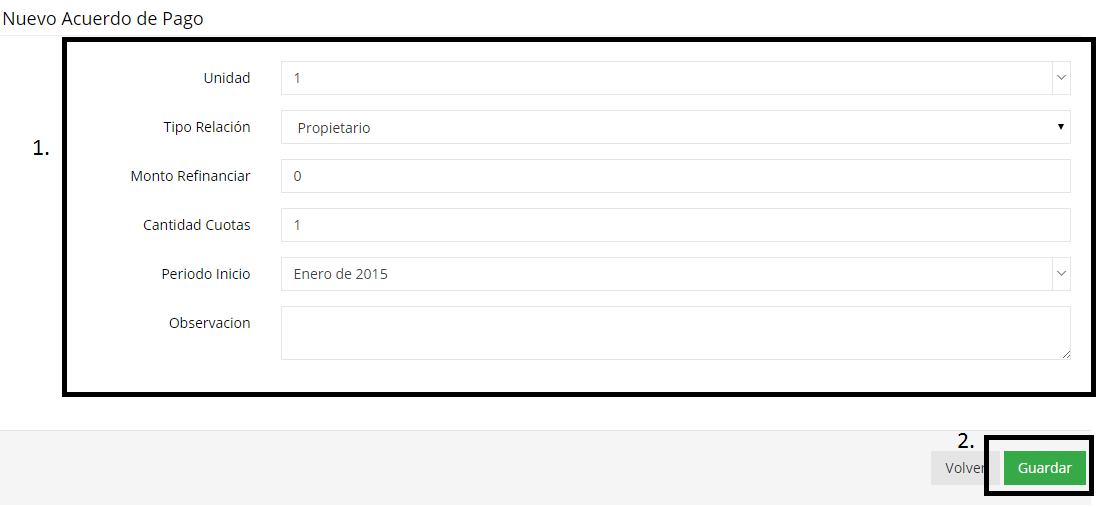 Nuevo Acuerdo de Pago
1.
Unidad 1
Tipo Relación Propietario
Monto Refinanciar 0
Cantidad Cuotas 1
Periodo Inicio Enero de 2015
Observacion
2.
Volver Guardar